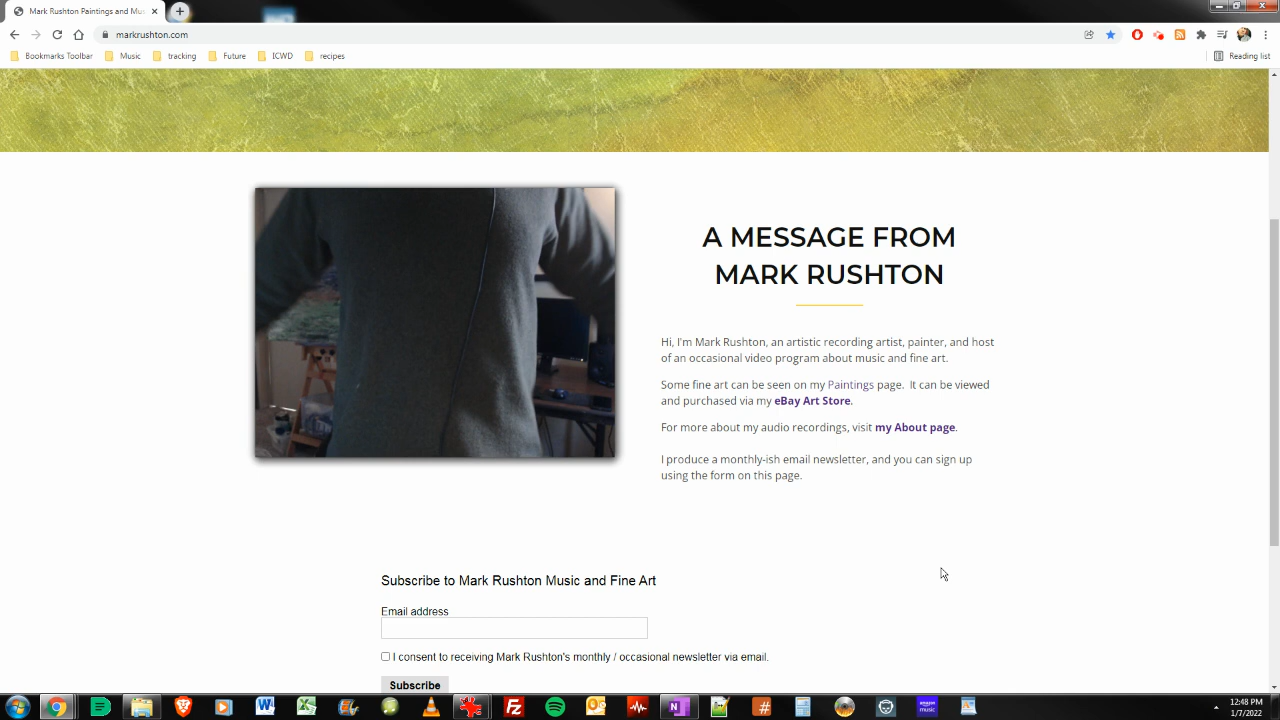 Mark Rushton Paintings and Mus
markrushton.com
Bookmarks Toolbar
Music
tracking
Future
ICWD
recipes
Reading list
A MESSAGE FROM
MARK RUSHTON
Hi, I'm Mark Rushton, an artistic recording artist, painter, and host
of an occasional video program about music and fine art.
Some fine art can be seen on my Paintings page. It can be viewed
and purchased via my eBay Art Store.
For more about my audio recordings, visit my About page.
I produce a monthly-ish email newsletter, and you can sign up
using the form on this page.
Subscribe to Mark Rushton Music and Fine Art
Email address
I consent to receiving Mark Rushton's monthly / occasional newsletter via email.
Subscribe
amazon
music
12:48 PM
1/7/2022